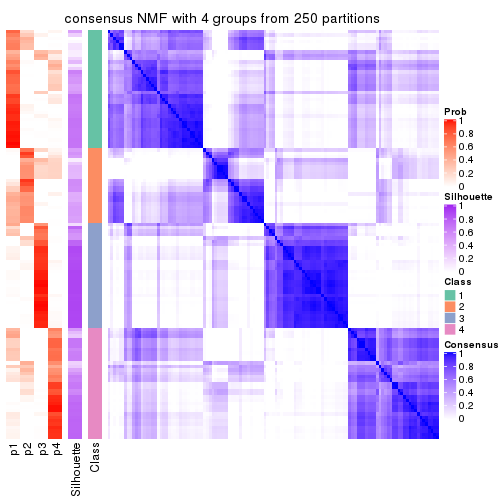 consensus NMF with 4 groups from 250 partitions
Prob
1
0.8
0.6
0.4
0.2
0
Silhouette
1
0.8
0.6
0.4
0.2
0
Class
1
2
3
4
Consensus
1
0.8
0.6
0.4
0.2
0
p1
p2
p3
p4
Silhouette
Class